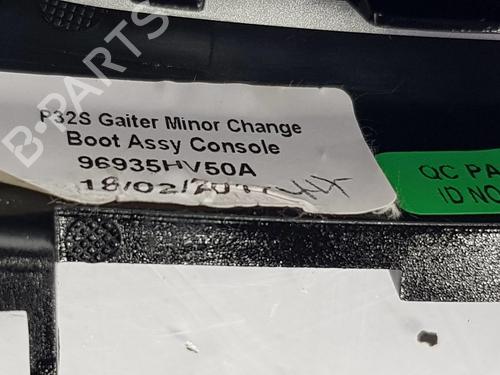 B-PARTS
P32S Gaiter Minor Change
Boot Assy Console
96935HV50A
QC PA
ID NO